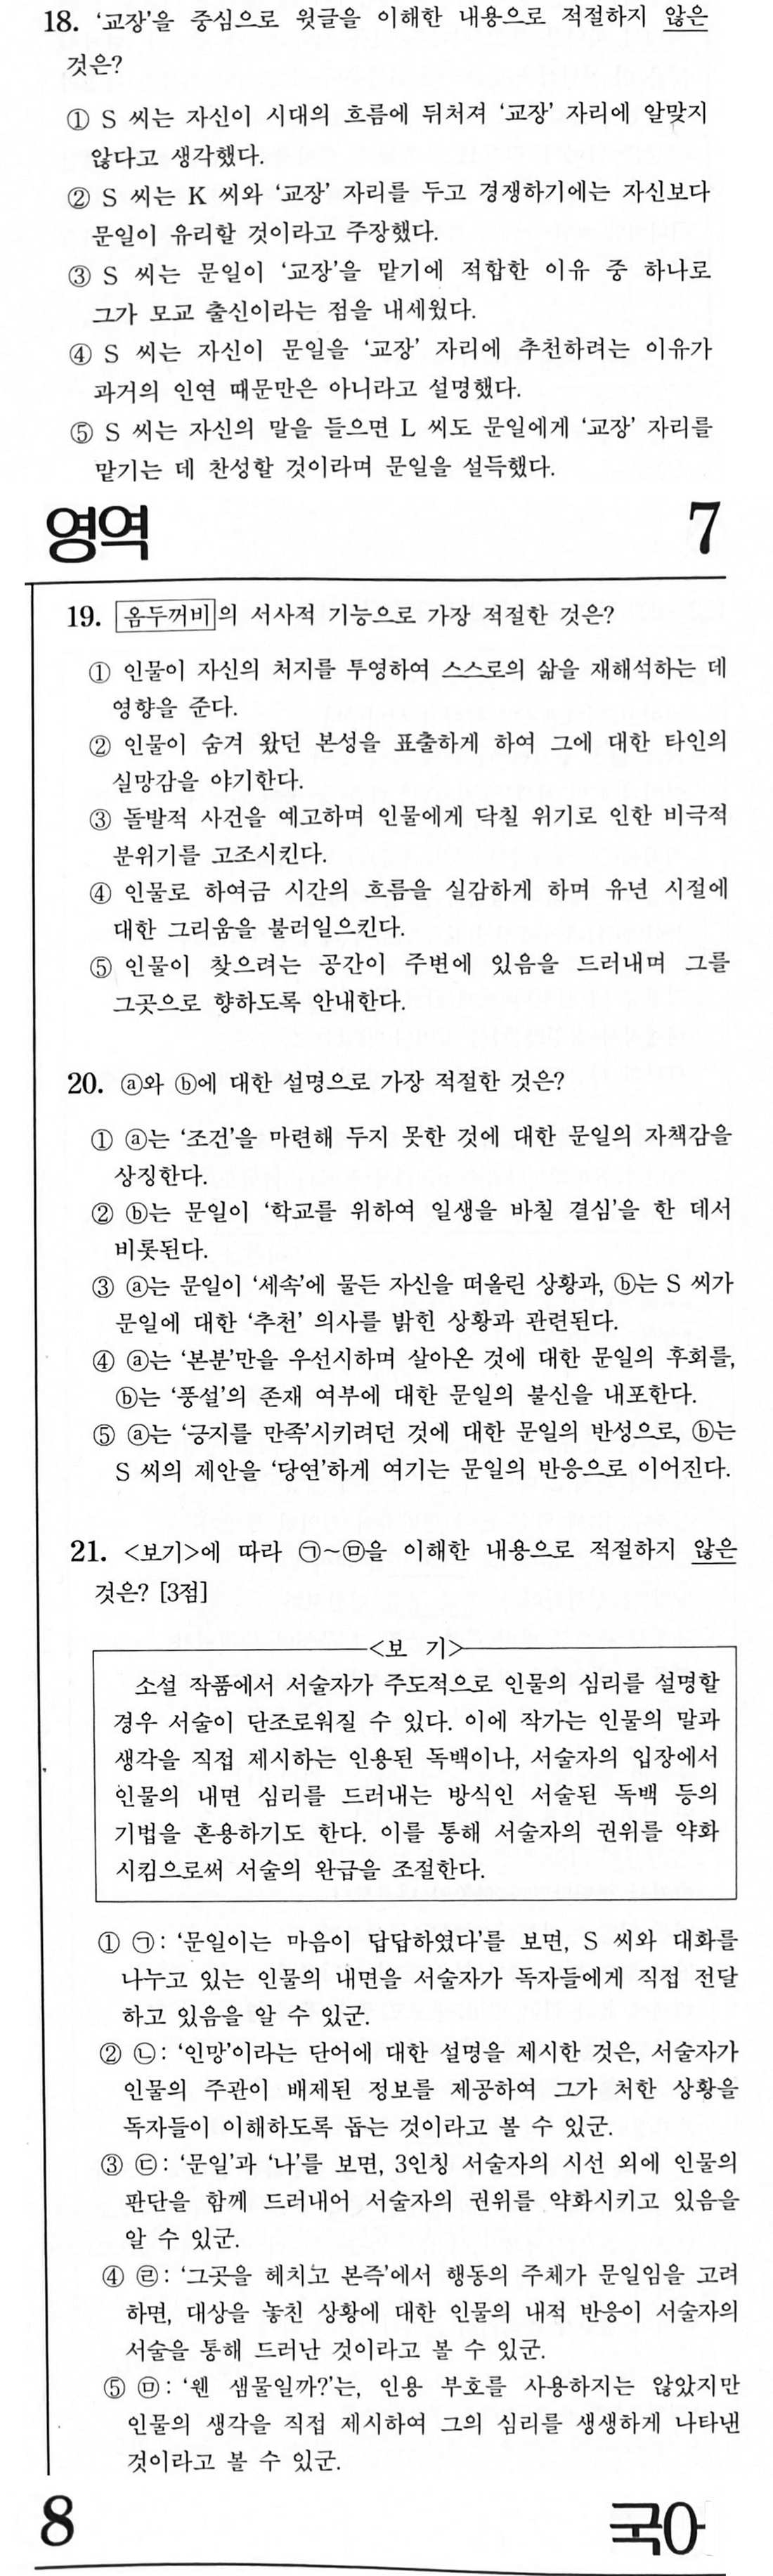 18. ‘교장’을 중심으로 윗글을 이해한 내용으로 적절하지 않은
것은?
① S 씨는 자신이 시대의 흐름에 뒤처져 ‘교장’ 자리에 알맞지
않다고 생각했다.
② S 씨는 K 씨와 ‘교장’ 자리를 두고 경쟁하기에는 자신보다
문일이 유리할 것이라고 주장했다.
③ S 씨는 문일이 ‘교장’을 맡기에 적합한 이유 중 하나로
그가 모교 출신이라는 점을 내세웠다.
④ S 씨는 자신이 문일을 ‘교장’ 자리에 추천하려는 이유가
과거의 인연 때문만은 아니라고 설명했다.
⑤ S 씨는 자신의 말을 들으면 L 씨도 문일에게 ‘교장’ 자리를
맡기는 데 찬성할 것이라며 문일을 설득했다.
영역 7
19. 옴두꺼비의 서사적 기능으로 가장 적절한 것은?
① 인물이 자신의 처지를 투영하여 스스로의 삶을 재해석하는 데
영향을 준다.
② 인물이 숨겨 왔던 본성을 표출하게 하여 그에 대한 타인의
실망감을 야기한다.
③ 돌발적 사건을 예고하며 인물에게 닥칠 위기로 인한 비극적
분위기를 고조시킨다.
④ 인물로 하여금 시간의 흐름을 실감하게 하며 유년 시절에
대한 그리움을 불러일으킨다.
⑤ 인물이 찾으려는 공간이 주변에 있음을 드러내며 그를
그곳으로 향하도록 안내한다.
20. ⓐ와 ⓑ에 대한 설명으로 가장 적절한 것은?
① ⓐ는 ‘조건’을 마련해 두지 못한 것에 대한 문일의 자책감을
상징한다.
② ⓑ는 문일이 ‘학교를 위하여 일생을 바칠 결심’을 한 데서
비롯된다.
③ ⓐ는 문일이 ‘세속’에 물든 자신을 떠올린 상황과, ⓑ는 S 씨가
문일에 대한 ‘추천’ 의사를 밝힌 상황과 관련된다.
④ ⓐ는 ‘본분’만을 우선시하며 살아온 것에 대한 문일의 후회를,
ⓑ는 ‘풍설’의 존재 여부에 대한 문일의 불신을 내포한다.
⑤ ⓐ는 ‘긍지를 만족’시키려던 것에 대한 문일의 반성으로, ⓑ는
S 씨의 제안을 ‘당연’하게 여기는 문일의 반응으로 이어진다.
21. <보기>에 따라 ㉠~㉤을 이해한 내용으로 적절하지 않은
것은? [3점]
<보 기>
소설 작품에서 서술자가 주도적으로 인물의 심리를 설명할
경우 서술이 단조로워질 수 있다. 이에 작가는 인물의 말과
생각을 직접 제시하는 인용된 독백이나, 서술자의 입장에서
인물의 내면 심리를 드러내는 방식인 서술된 독백 등의
기법을 혼용하기도 한다. 이를 통해 서술자의 권위를 약화
시킴으로써 서술의 완급을 조절한다.
① ㉠: ‘문일이는 마음이 답답하였다’를 보면, S 씨와 대화를
나누고 있는 인물의 내면을 서술자가 독자들에게 직접 전달
하고 있음을 알 수 있군.
② ㉡: ‘인망’이라는 단어에 대한 설명을 제시한 것은, 서술자가
인물의 주관이 배제된 정보를 제공하여 그가 처한 상황을
독자들이 이해하도록 돕는 것이라고 볼 수 있군.
③ ㉢: ‘문일’과 ‘나’를 보면, 3인칭 서술자의 시선 외에 인물의
판단을 함께 드러내어 서술자의 권위를 약화시키고 있음을
알 수 있군.
④ ㉣: ‘그곳을 헤치고 본즉’에서 행동의 주체가 문일임을 고려
하면, 대상을 놓친 상황에 대한 인물의 내적 반응이 서술자의
서술을 통해 드러난 것이라고 볼 수 있군.
⑤ ㉤: ‘웬 샘물일까?’는, 인용 부호를 사용하지는 않았지만
인물의 생각을 직접 제시하여 그의 심리를 생생하게 나타낸
것이라고 볼 수 있군.
8 국어